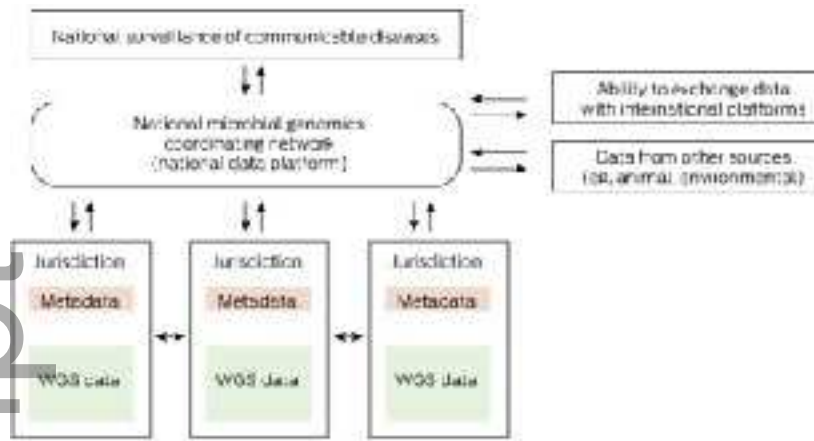 National surveillance of communicable diseases
National microbial genomics
coordinating network
(national data platform)
Ability to exchange data
with international platforms
Data from other sources
(eg, animal, environmental)
Jurisdiction
Metadata
WGS data
Jurisdiction
Metadata
WGS data
Jurisdiction
Metadata
WGS data